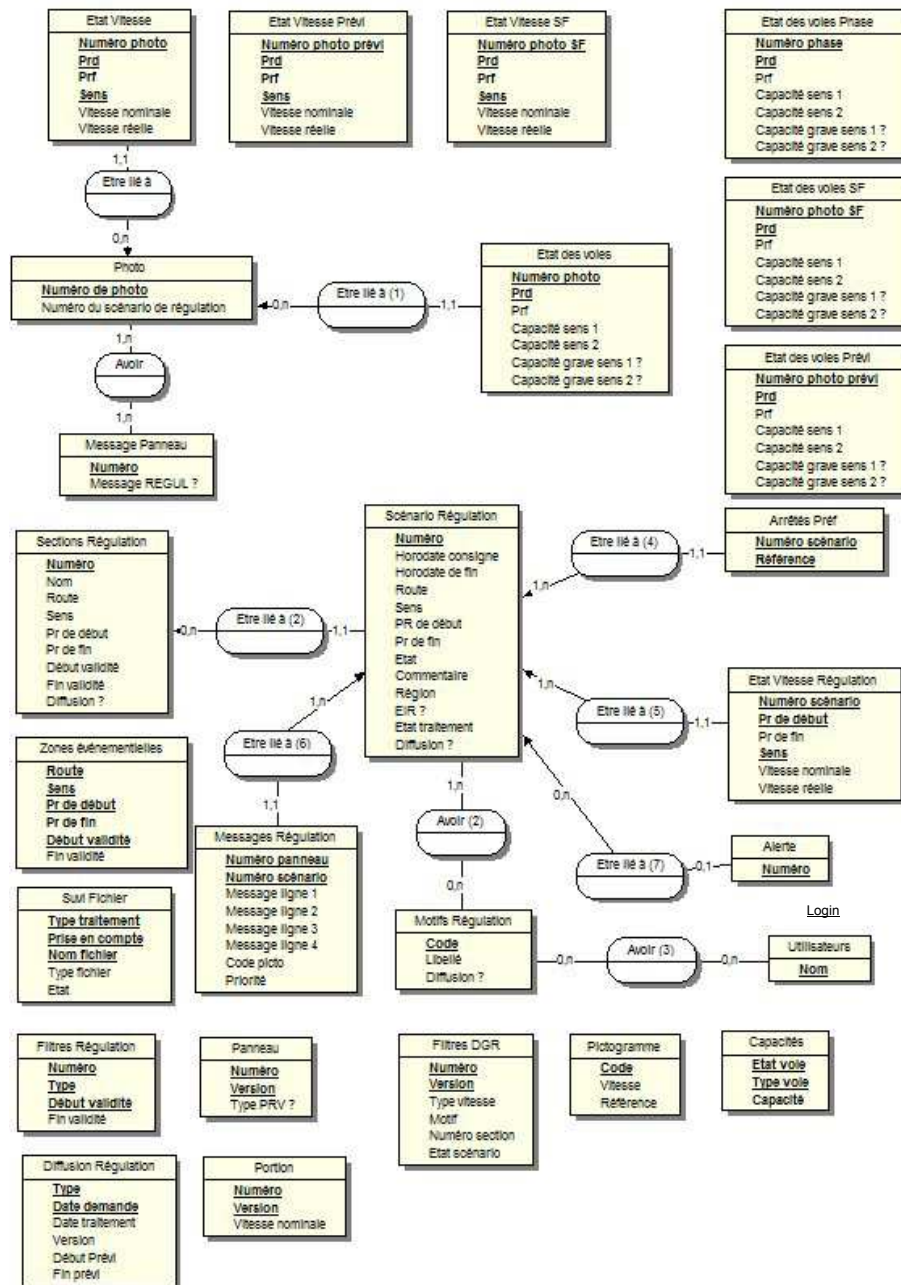 Etat Vitesse
Numéro photo
Prd
Prf
Sens
Vitesse nominale
Vitesse réelle
Etat Vitesse Prévi
Numéro photo prévi
Prd
Prf
Sens
Vitesse nominale
Vitesse réelle
Etat Vitesse SF
Numéro photo SF
Prd
Prf
Sens
Vitesse nominale
Vitesse réelle
Etat des voies Phase
Numéro phase
Prd
Prf
Capacité sens 1
Capacité sens 2
Capacité grave sens 1 ?
Capacité grave sens 2 ?
1,1
Etre lié à
0,n
Etat des voies SF
Numéro photo SF
Prd
Prf
Capacité sens 1
Capacité sens 2
Capacité grave sens 1 ?
Capacité grave sens 2 ?
Photo
Numéro de photo
Numéro du scénario de régulation
0,n
Etre lié à (1)
1,1
Etat des voies
Numéro photo
Prd
Prf
Capacité sens 1
Capacité sens 2
Capacité grave sens 1 ?
Capacité grave sens 2 ?
1,n
Avoir
1,n
Etat des voies Prévi
Numéro photo prévi
Prd
Prf
Capacité sens 1
Capacité sens 2
Capacité grave sens 1 ?
Capacité grave sens 2 ?
Message Panneau
Numéro
Message REGUL ?
Sections Régulation
Numéro
Nom
Route
Sens
Pr de début
Pr de fin
Début validité
Fin validité
Diffusion ?
0,n
Etre lié à (2)
1,1
Scénario Régulation
Numéro
Horodate consigne
Horodate de fin
Route
Sens
PR de début
Pr de fin
Etat
Commentaire
Région
EIR ?
Etat traitement
Diffusion ?
1,n
Etre lié à (4)
1,1
Arrêtés Préf
Numéro scénario
Référence
1,n
Etre lié à (5)
1,1
Etat Vitesse Régulation
Numéro scénario
Pr de début
Pr de fin
Sens
Vitesse nominale
Vitesse réelle
1,n
Etre lié à (6)
1,1
Zones événementielles
Route
Sens
Pr de début
Pr de fin
Début validité
Fin validité
Messages Régulation
Numéro panneau
Numéro scénario
Message ligne 1
Message ligne 2
Message ligne 3
Message ligne 4
Code picto
Priorité
1,n
Avoir (2)
0,n
0,n
Etre lié à (7)
0,1
Alerte
Numéro
Suivi Fichier
Type traitement
Prise en compte
Nom fichier
Type fichier
Etat
Motifs Régulation
Code
Libellé
Diffusion ?
0,n
Avoir (3)
0,n
Login
Utilisateurs
Nom
Filtres Régulation
Numéro
Type
Début validité
Fin validité
Panneau
Numéro
Version
Type PRV ?
Filtres DGR
Numéro
Version
Type vitesse
Motif
Numéro section
Etat scénario
Pictogramme
Code
Vitesse
Référence
Capacités
Etat voie
Type voie
Capacité
Diffusion Régulation
Type
Date demande
Date traitement
Version
Début Prévi
Fin prévi
Portion
Numéro
Version
Vitesse nominale